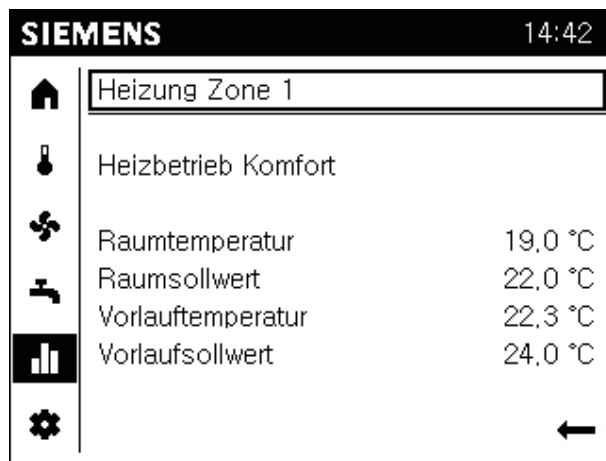 SIEMENS 14:42
Heizung Zone 1
Heizbetrieb Komfort
Raumtemperatur 19,0 °C
Raumsollwert 22,0 °C
Vorlauftemperatur 22,3 °C
Vorlaufsollwert 24,0 °C